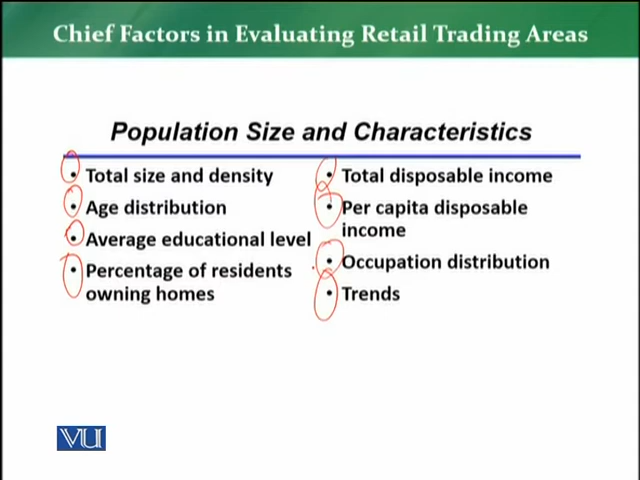 Chief Factors in Evaluating Retail Trading Areas
Population Size and Characteristics
• Total size and density
• Age distribution
• Average educational level
• Percentage of residents
owning homes
• Total disposable income
• Per capita disposable
income
• Occupation distribution
• Trends
VU